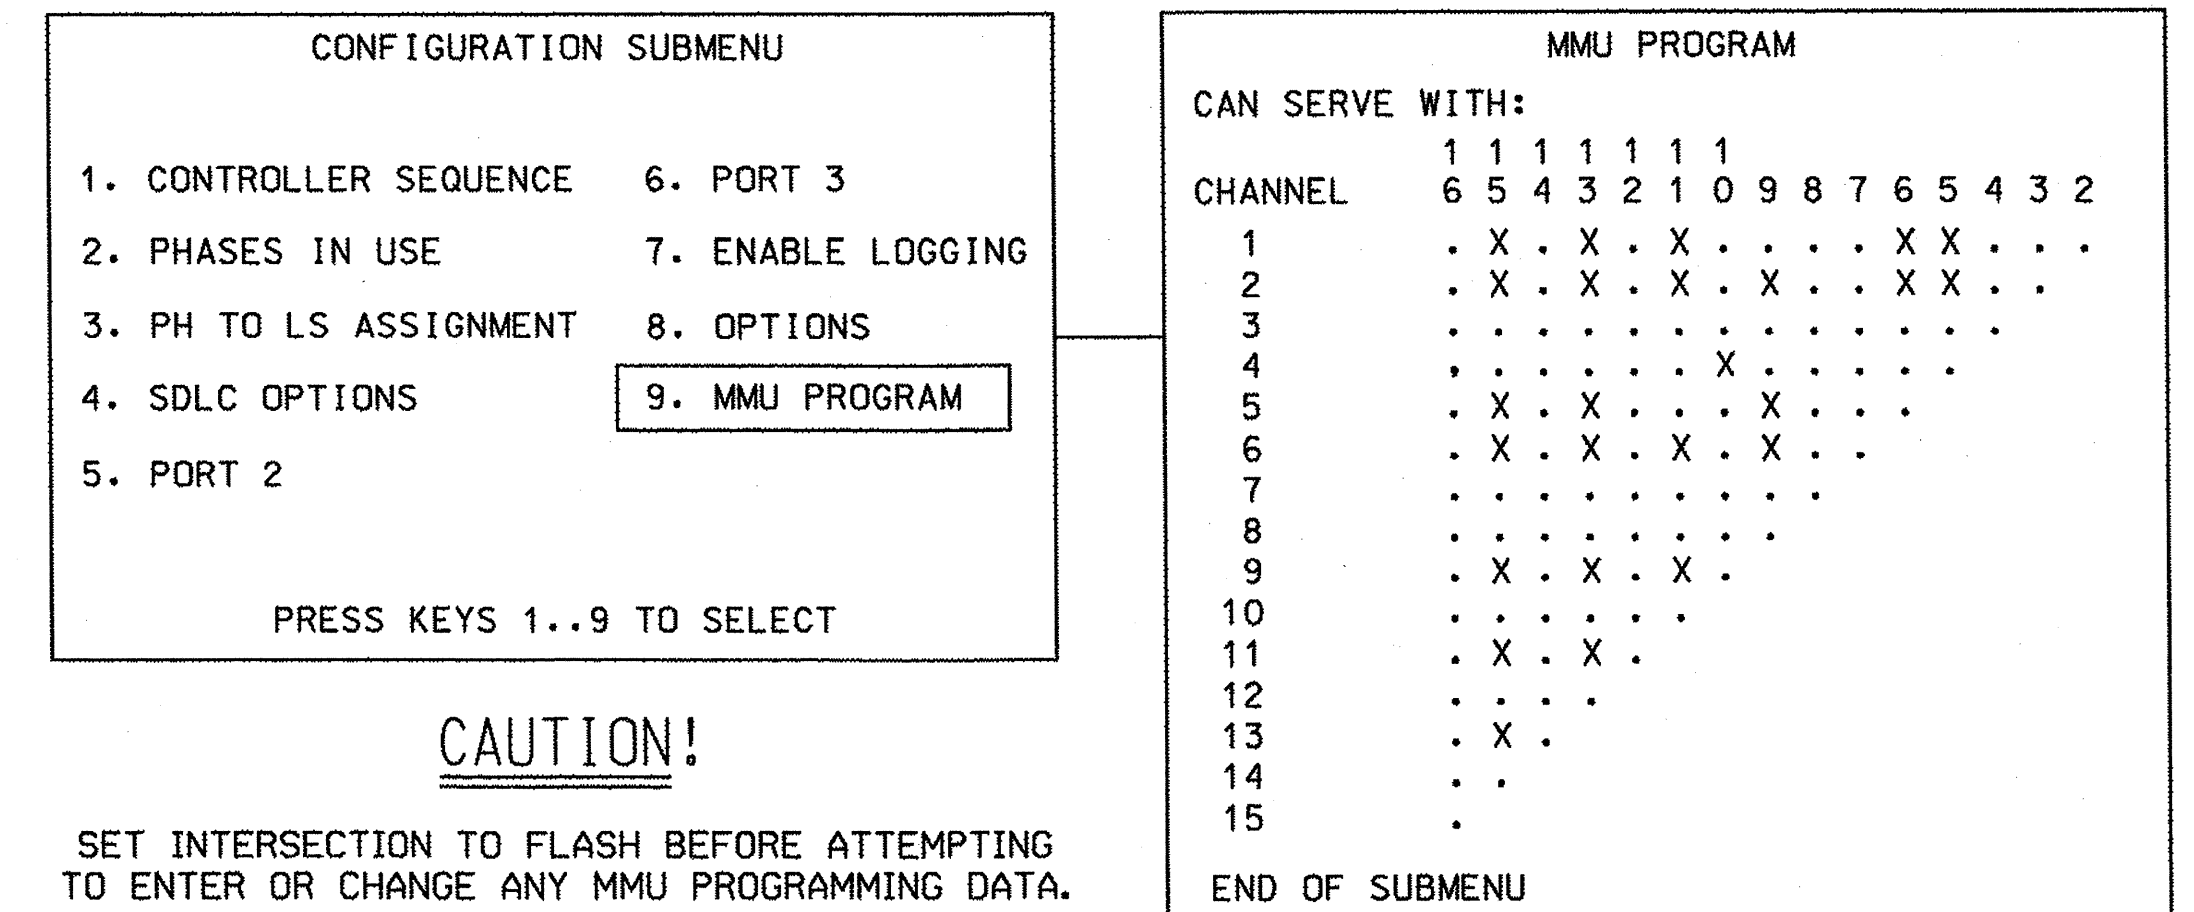 CONFIGURATION SUBMENU
1. CONTROLLER SEQUENCE 6. PORT 3
2. PHASES IN USE 7. ENABLE LOGGING
3. PH TO LS ASSIGNMENT 8. OPTIONS
4. SDLC OPTIONS 9. MMU PROGRAM
5. PORT 2
PRESS KEYS 1..9 TO SELECT
CAUTION!
SET INTERSECTION TO FLASH BEFORE ATTEMPTING
TO ENTER OR CHANGE ANY MMU PROGRAMMING DATA.
MMU PROGRAM
CAN SERVE WITH:
1 1 1 1 1 1 1
CHANNEL 6 5 4 3 2 1 0 9 8 7 6 5 4 3 2
1 . X . X . X . . . . X X . . .
2 . X . X . X . X . . X X . .
3 . . . . . . . . . . . . .
4 . . . . . . X . . . . .
5 . X . X . . . X . . .
6 . X . X . X . X . .
7 . . . . . . . . .
8 . . . . . . . .
9 . X . X . X .
10 . . . . . .
11 . X . X .
12 . . . .
13 . X .
14 . .
15 .
END OF SUBMENU